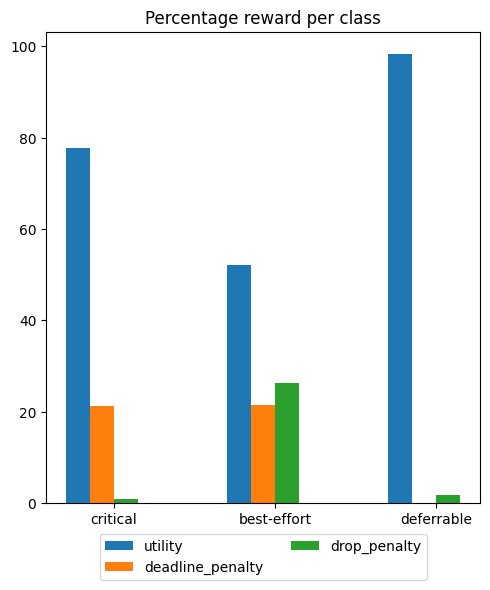 Percentage reward per class
100
80
60
40
20
0
critical best-effort deferrable
utility drop_penalty
deadline_penalty